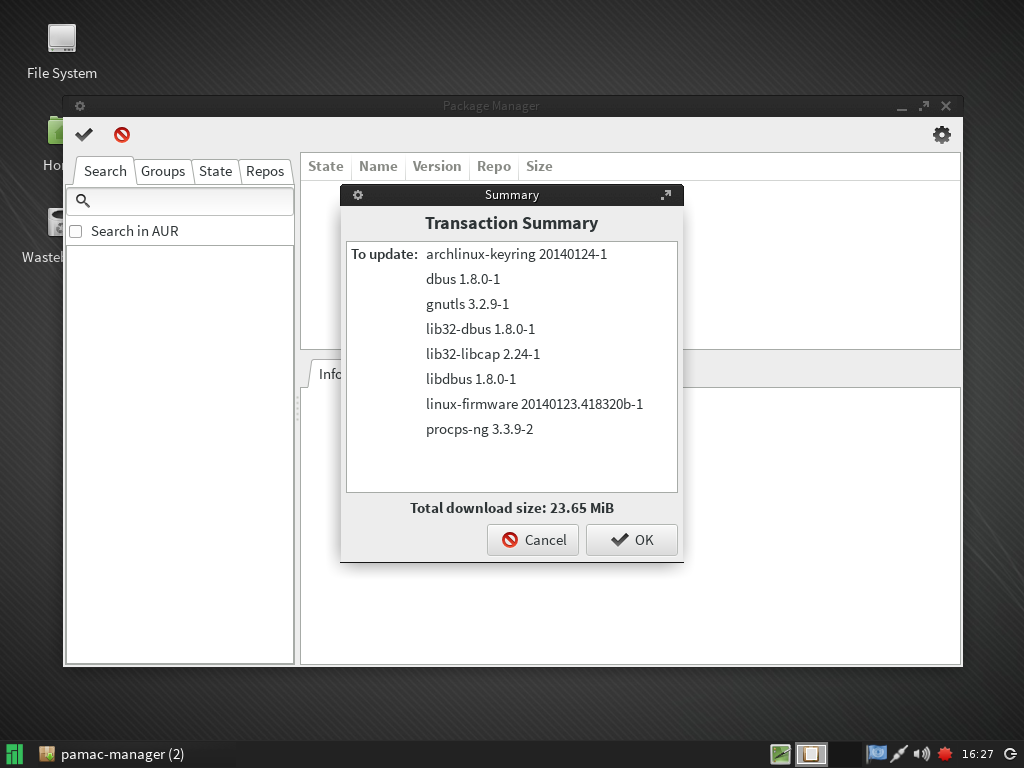 File System
Package Manager
Search Groups State Repos
Search in AUR
State Name Version Repo Size
Summary
Transaction Summary
To update: archlinux-keyring 20140124-1
dbus 1.8.0-1
gnutls 3.2.9-1
lib32-dbus 1.8.0-1
lib32-libcap 2.24-1
libdbus 1.8.0-1
linux-firmware 20140123.418320b-1
procps-ng 3.3.9-2
Total download size: 23.65 MiB
Cancel OK
pamac-manager (2)
16:27